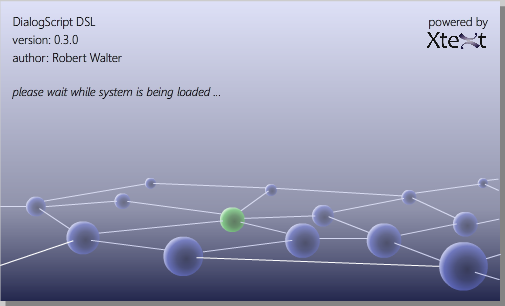 DialogScript DSL
version: 0.3.0
author: Robert Walter
please wait while system is being loaded ...
powered by
Xtext